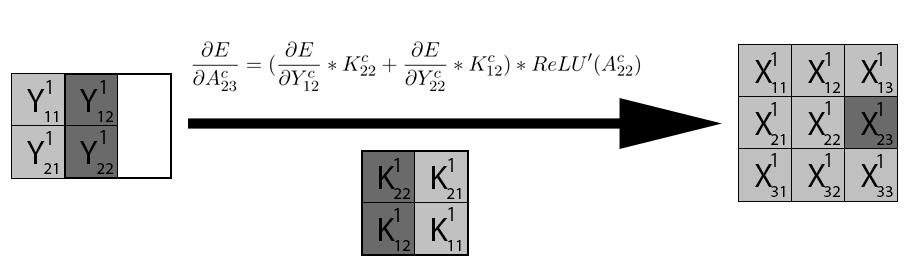 ∂E/∂A^c_23 = (∂E/∂Y^c_12 * K^c_22 + ∂E/∂Y^c_22 * K^c_12) * ReLU'(A^c_22)
Y^1_11 Y^1_12
Y^1_21 Y^1_22
K^1_22 K^1_21
K^1_12 K^1_11
X^1_11 X^1_12 X^1_13
X^1_21 X^1_22 X^1_23
X^1_31 X^1_32 X^1_33